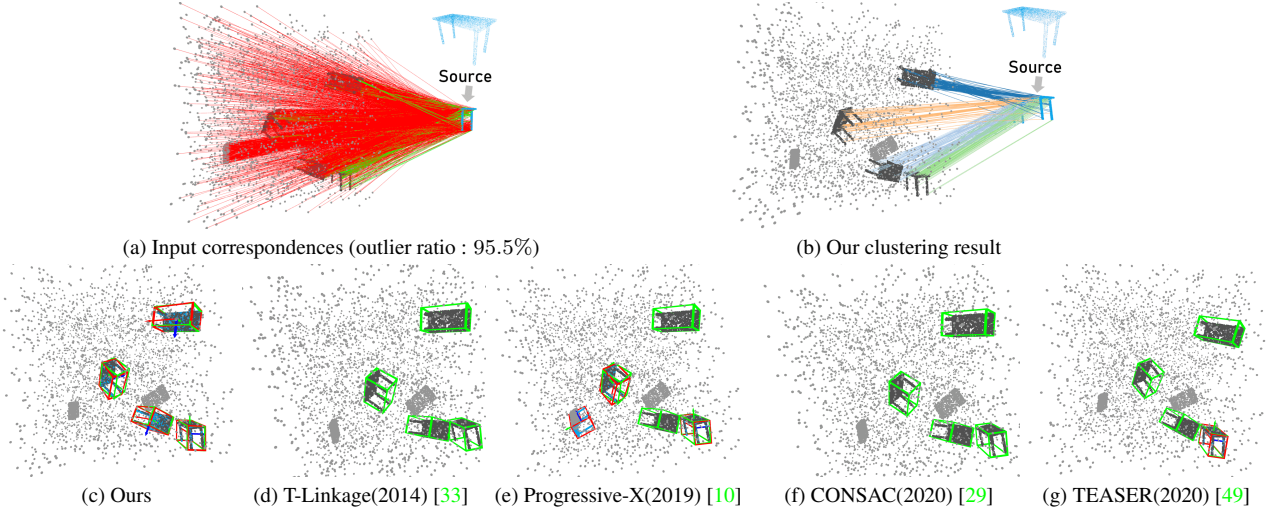 Source
Source
(a) Input correspondences (outlier ratio : 95.5%)
(b) Our clustering result
(c) Ours
(d) T-Linkage(2014) [33]
(e) Progressive-X(2019) [10]
(f) CONSAC(2020) [29]
(g) TEASER(2020) [49]